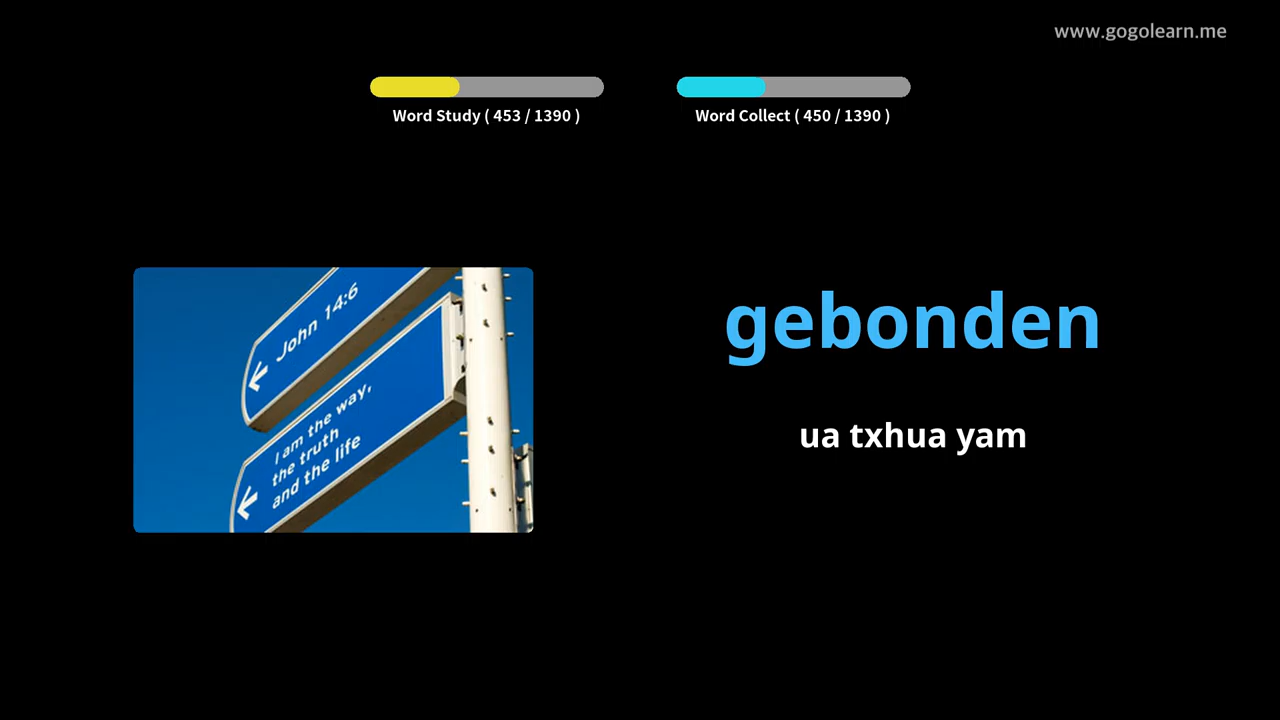 www.gogolearn.me
Word Study ( 453 / 1390 )
Word Collect ( 450 / 1390 )
John 14:6
I am the way,
the truth
and the life
gebonden
ua txhua yam